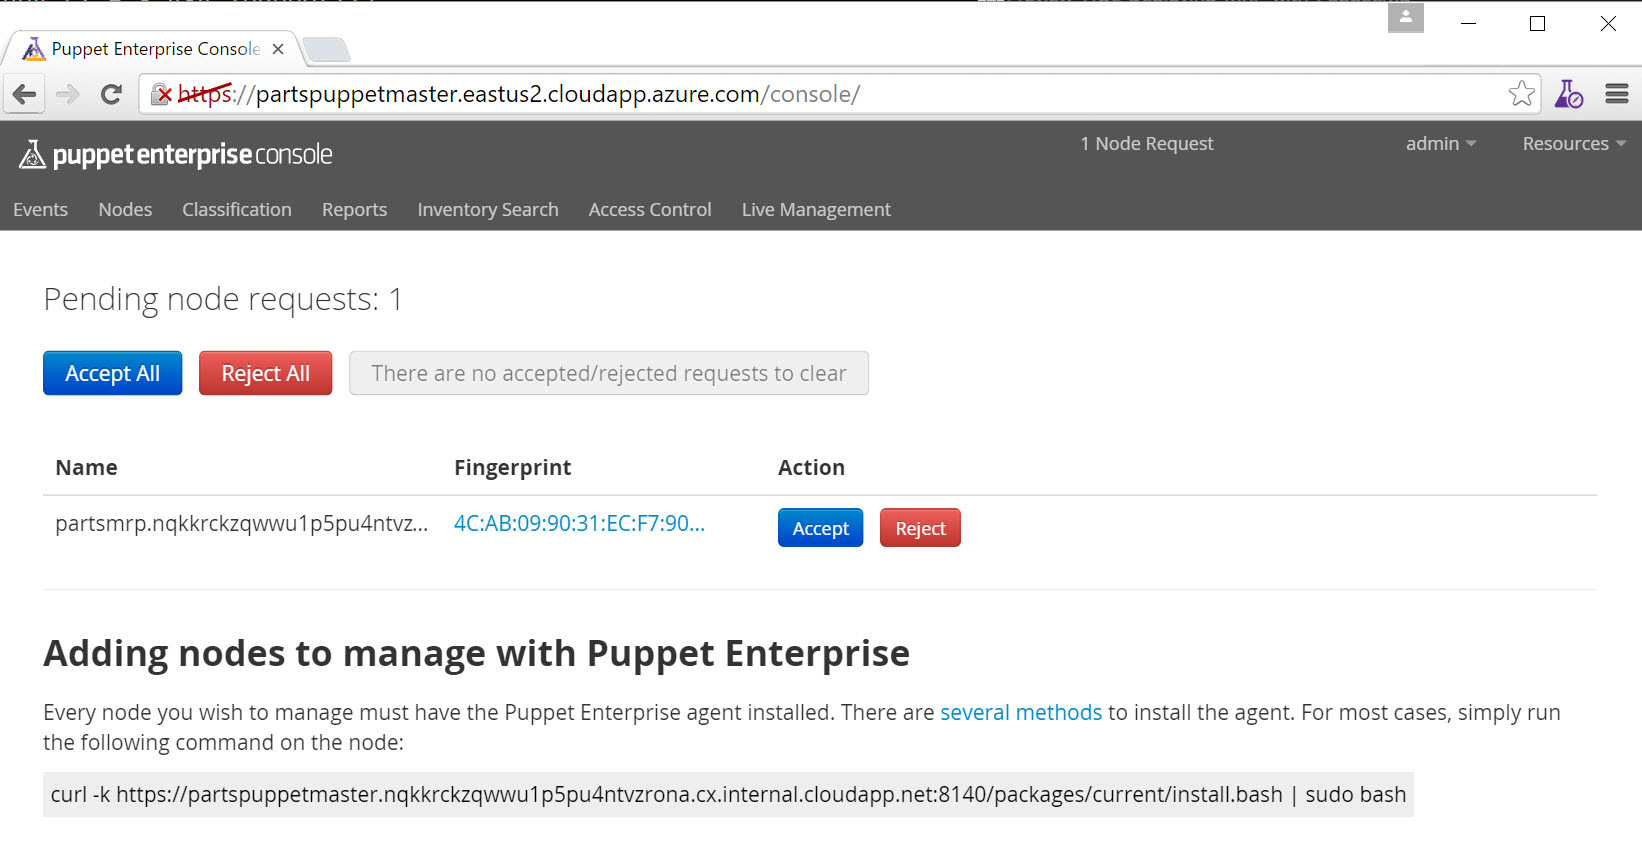 Puppet Enterprise Console
https://partspuppetmaster.eastus2.cloudapp.azure.com/console/
puppet enterprise console
1 Node Request
admin
Resources
Events Nodes Classification Reports Inventory Search Access Control Live Management
Pending node requests: 1
Accept All Reject All There are no accepted/rejected requests to clear
Name Fingerprint Action
partsmrp.nqkkrckzqwwu1p5pu4ntvz... 4C:AB:09:90:31:EC:F7:90... Accept Reject
Adding nodes to manage with Puppet Enterprise
Every node you wish to manage must have the Puppet Enterprise agent installed. There are several methods to install the agent. For most cases, simply run
the following command on the node:
curl -k https://partspuppetmaster.nqkkrckzqwwu1p5pu4ntvzrona.cx.internal.cloudapp.net:8140/packages/current/install.bash | sudo bash